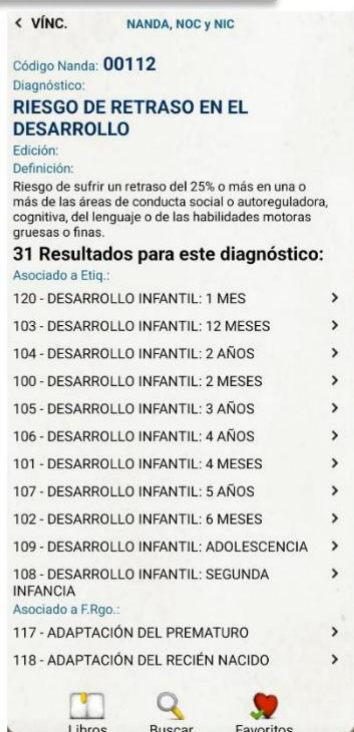 < VÍNC. NANDA, NOC y NIC
Código Nanda: 00112
Diagnóstico:
RIESGO DE RETRASO EN EL
DESARROLLO
Edición:
Definición:
Riesgo de sufrir un retraso del 25% o más en una o
más de las áreas de conducta social o autoreguladora,
cognitiva, del lenguaje o de las habilidades motoras
gruesas o finas.
31 Resultados para este diagnóstico:
Asociado a Etiq.:
120 - DESARROLLO INFANTIL: 1 MES >
103 - DESARROLLO INFANTIL: 12 MESES >
104 - DESARROLLO INFANTIL: 2 AÑOS >
100 - DESARROLLO INFANTIL: 2 MESES >
105 - DESARROLLO INFANTIL: 3 AÑOS >
106 - DESARROLLO INFANTIL: 4 AÑOS >
101 - DESARROLLO INFANTIL: 4 MESES >
107 - DESARROLLO INFANTIL: 5 AÑOS >
102 - DESARROLLO INFANTIL: 6 MESES >
109 - DESARROLLO INFANTIL: ADOLESCENCIA >
108 - DESARROLLO INFANTIL: SEGUNDA >
INFANCIA
Asociado a F.Rgo.:
117 - ADAPTACIÓN DEL PREMATURO >
118 - ADAPTACIÓN DEL RECIÉN NACIDO >
Libros Buscar Favoritos